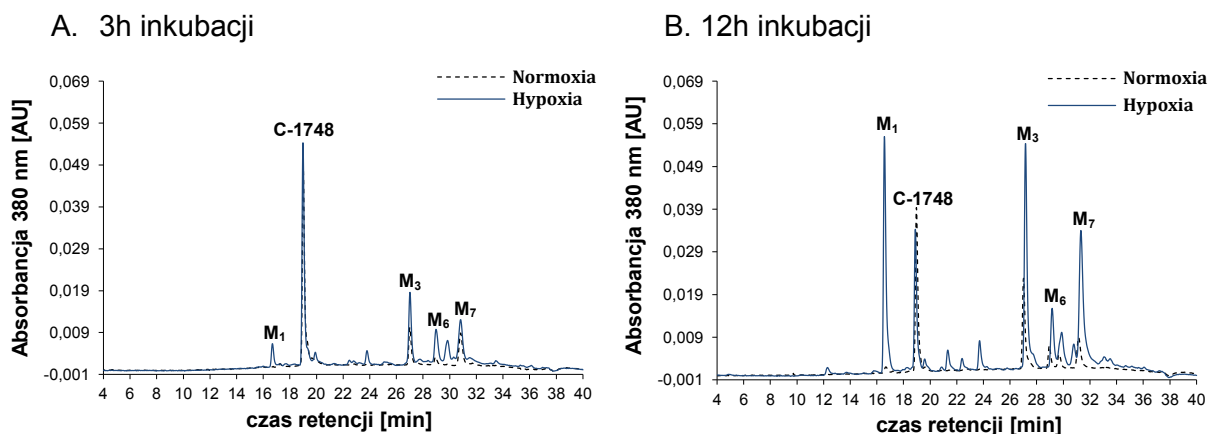 A. 3h inkubacji
0,069
0,059
0,049
0,039
0,029
0,019
0,009
-0,001
Absorbancja 380 nm [AU]
Normoxia
Hypoxia
C-1748
M1
M3
M6
M7
4 6 8 10 12 14 16 18 20 22 24 26 28 30 32 34 36 38 40
czas retencji [min]
B. 12h inkubacji
0,069
0,059
0,049
0,039
0,029
0,019
0,009
-0,001
Absorbancja 380 nm [AU]
Normoxia
Hypoxia
M1
C-1748
M3
M6
M7
4 6 8 10 12 14 16 18 20 22 24 26 28 30 32 34 36 38 40
czas retencji [min]